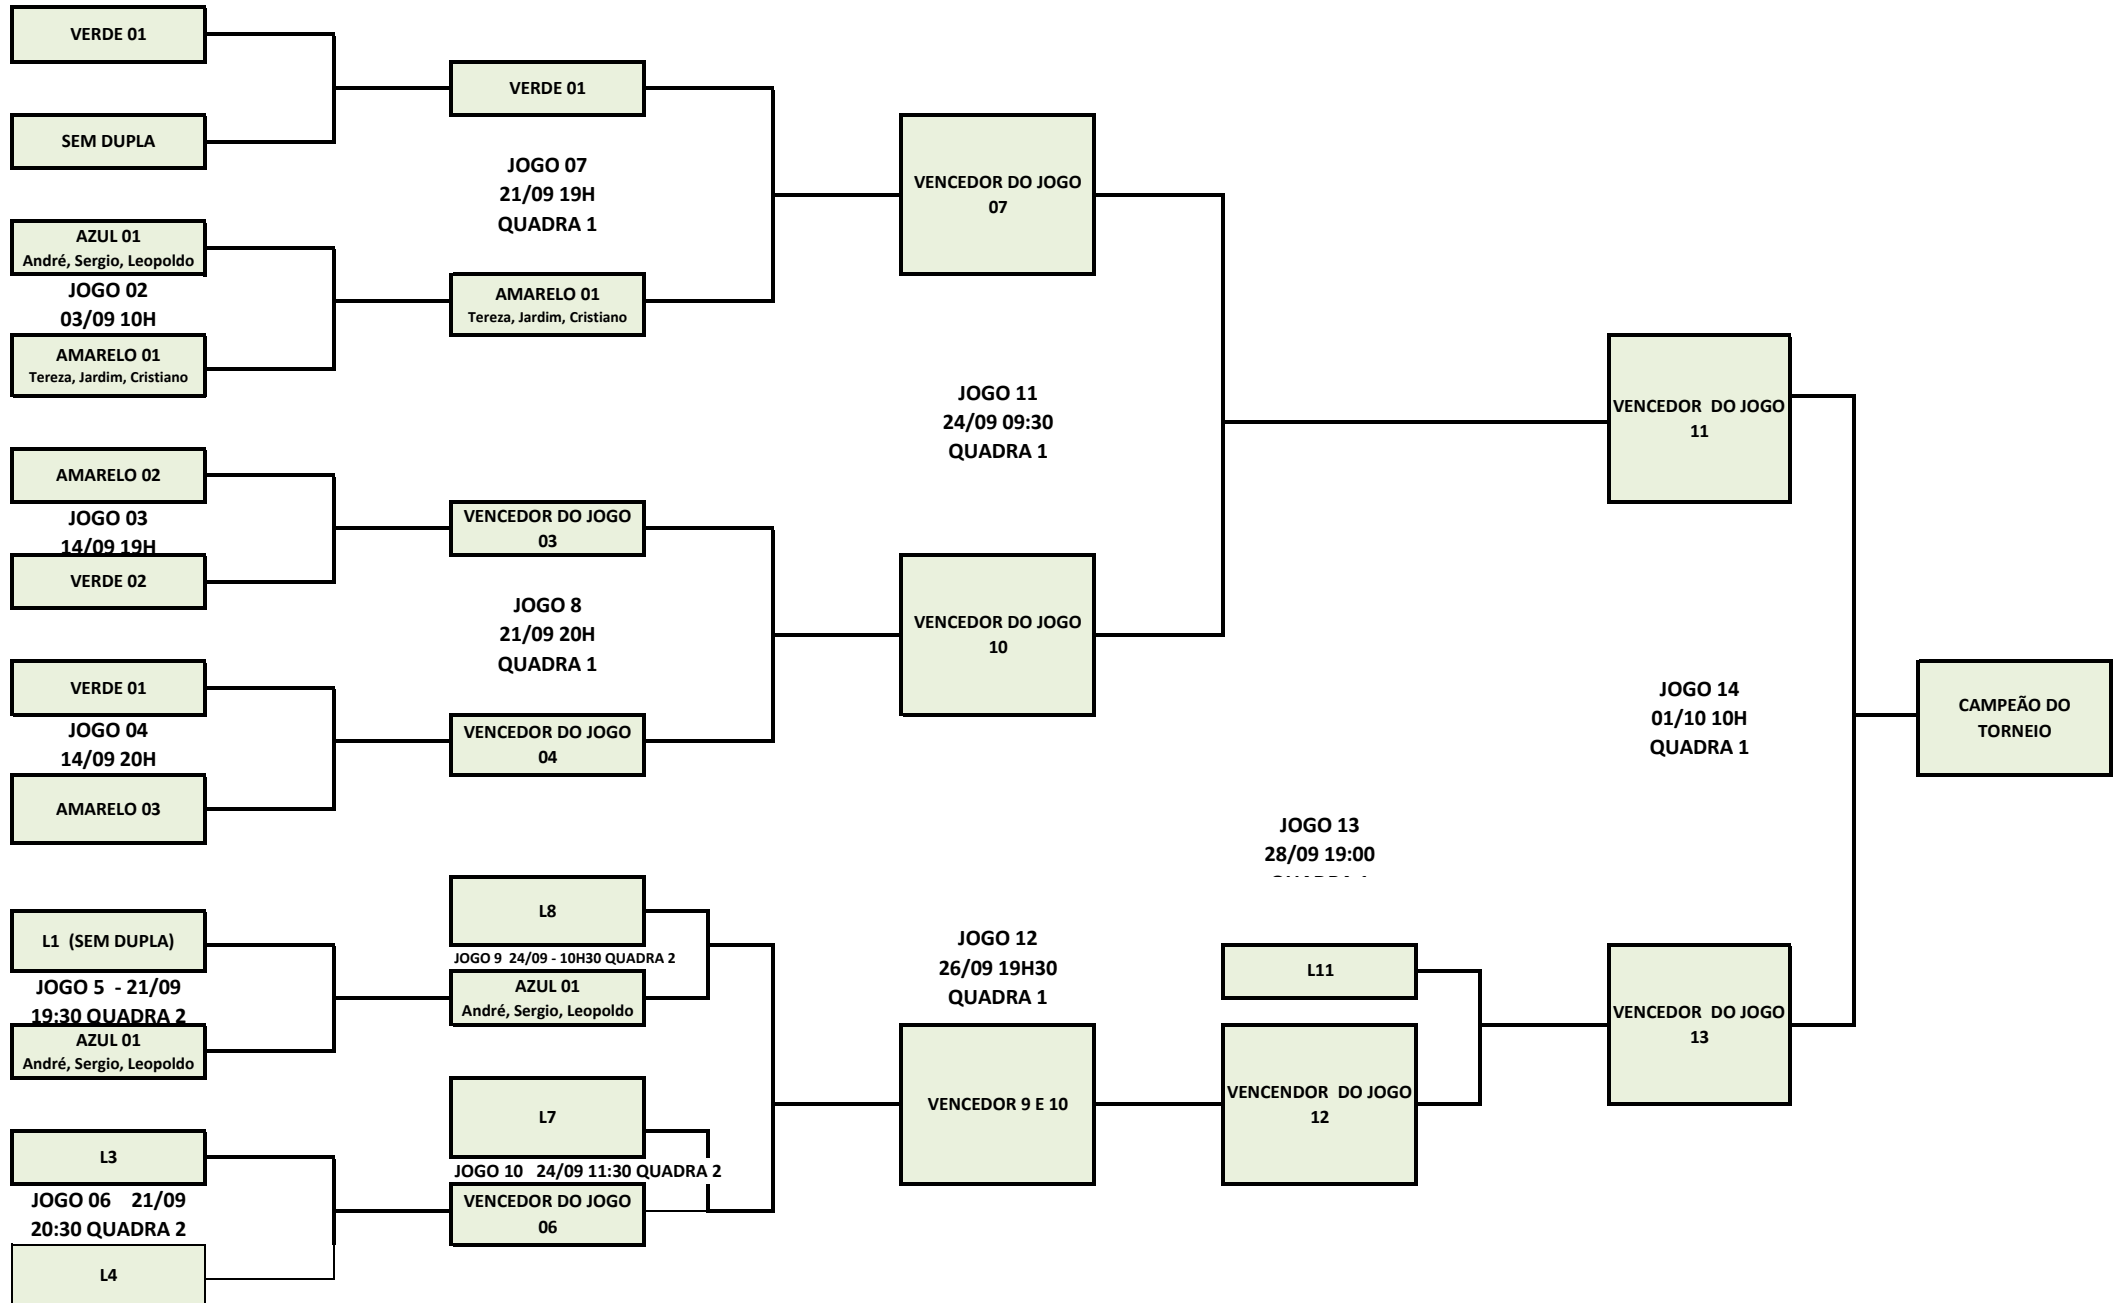 VERDE 01
SEM DUPLA
AZUL 01
André, Sergio, Leopoldo
JOGO 02
03/09 10H
AMARELO 01
Tereza, Jardim, Cristiano
AMARELO 02
JOGO 03
14/09 19H
VERDE 02
VERDE 01
JOGO 04
14/09 20H
AMARELO 03
L1 (SEM DUPLA)
JOGO 5 - 21/09
19:30 QUADRA 2
AZUL 01
André, Sergio, Leopoldo
L3
JOGO 06 21/09
20:30 QUADRA 2
L4
VERDE 01
JOGO 07
21/09 19H
QUADRA 1
AMARELO 01
Tereza, Jardim, Cristiano
VENCEDOR DO JOGO
03
JOGO 8
21/09 20H
QUADRA 1
VENCEDOR DO JOGO
04
L8
JOGO 9 24/09 - 10H30 QUADRA 2
AZUL 01
André, Sergio, Leopoldo
L7
JOGO 10 24/09 11:30 QUADRA 2
VENCEDOR DO JOGO
06
VENCEDOR DO JOGO
07
JOGO 11
24/09 09:30
QUADRA 1
VENCEDOR DO JOGO
10
JOGO 12
26/09 19H30
QUADRA 1
VENCEDOR 9 E 10
JOGO 13
28/09 19:00
L11
VENCENDOR DO JOGO
12
VENCEDOR DO JOGO
11
JOGO 14
01/10 10H
QUADRA 1
VENCEDOR DO JOGO
13
CAMPEÃO DO
TORNEIO